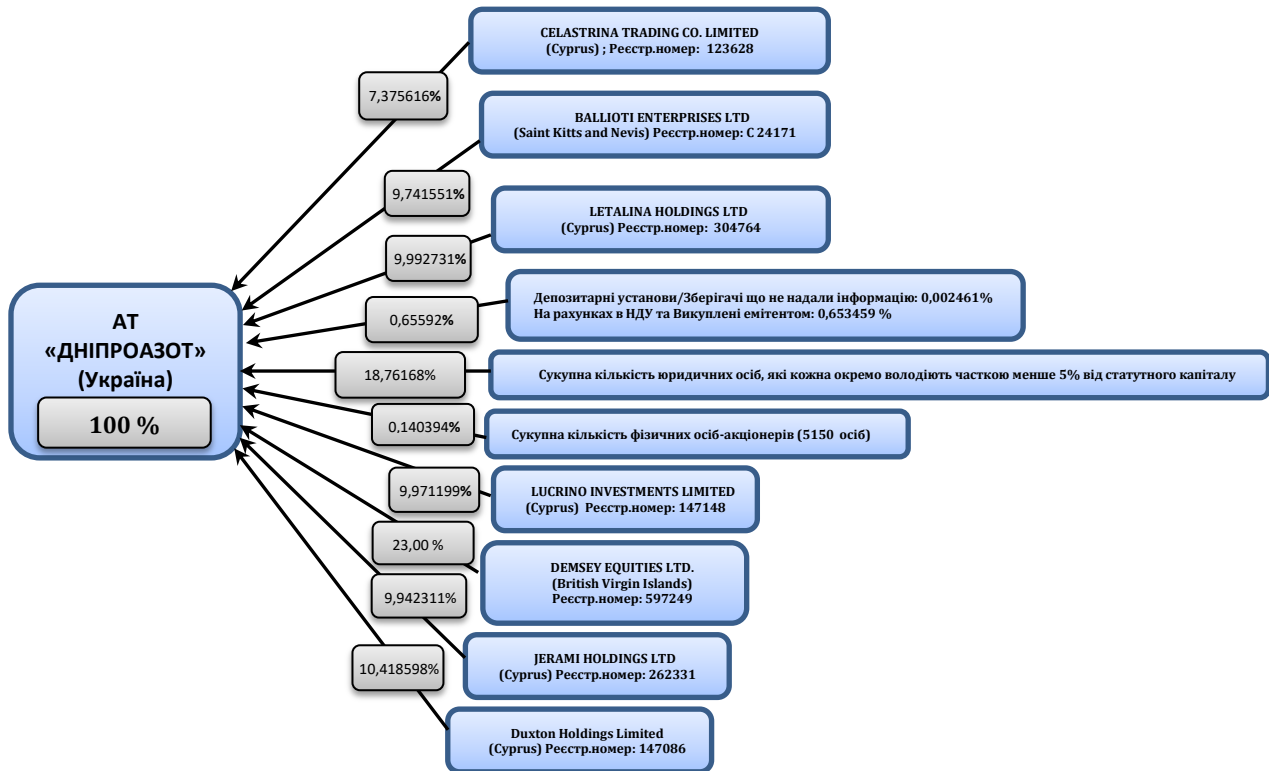 CELASTRINA TRADING CO. LIMITED
(Cyprus) ; Реєстр.номер: 123628
7,375616%
BALLIOTI ENTERPRISES LTD
(Saint Kitts and Nevis) Реєстр.номер: C 24171
9,741551%
LETALINA HOLDINGS LTD
(Cyprus) Реєстр.номер: 304764
9,992731%
Депозитарні установи/Зберігачі що не надали інформацію: 0,002461%
На рахунках в НДУ та Викуплені емітентом: 0,653459 %
0,65592%
АТ
«ДНІПРОАЗОТ»
(Україна)
100 %
18,76168%
Сукупна кількість юридичних осіб, які кожна окремо володіють часткою менше 5% від статутного капіталу
0,140394%
Сукупна кількість фізичних осіб-акціонерів (5150 осіб)
9,971199%
LUCRINO INVESTMENTS LIMITED
(Cyprus) Реєстр.номер: 147148
23,00 %
DEMSEY EQUITIES LTD.
(British Virgin Islands)
Реєстр.номер: 597249
9,942311%
JERAMI HOLDINGS LTD
(Cyprus) Реєстр.номер: 262331
10,418598%
Duxton Holdings Limited
(Cyprus) Реєстр.номер: 147086